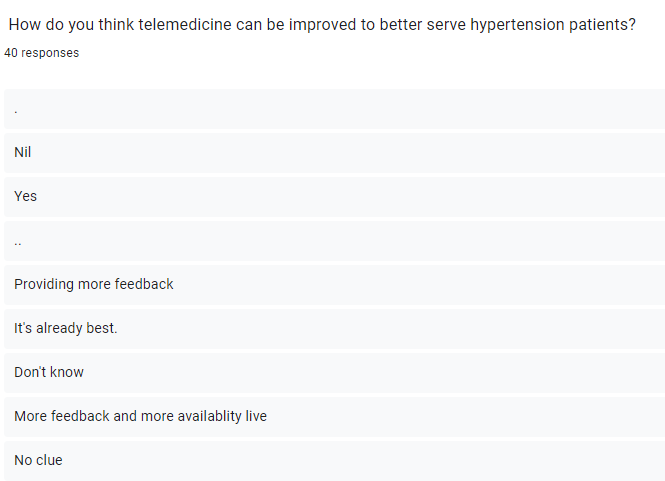 How do you think telemedicine can be improved to better serve hypertension patients?
40 responses
.
Nil
Yes
..
Providing more feedback
It's already best.
Don't know
More feedback and more availablity live
No clue